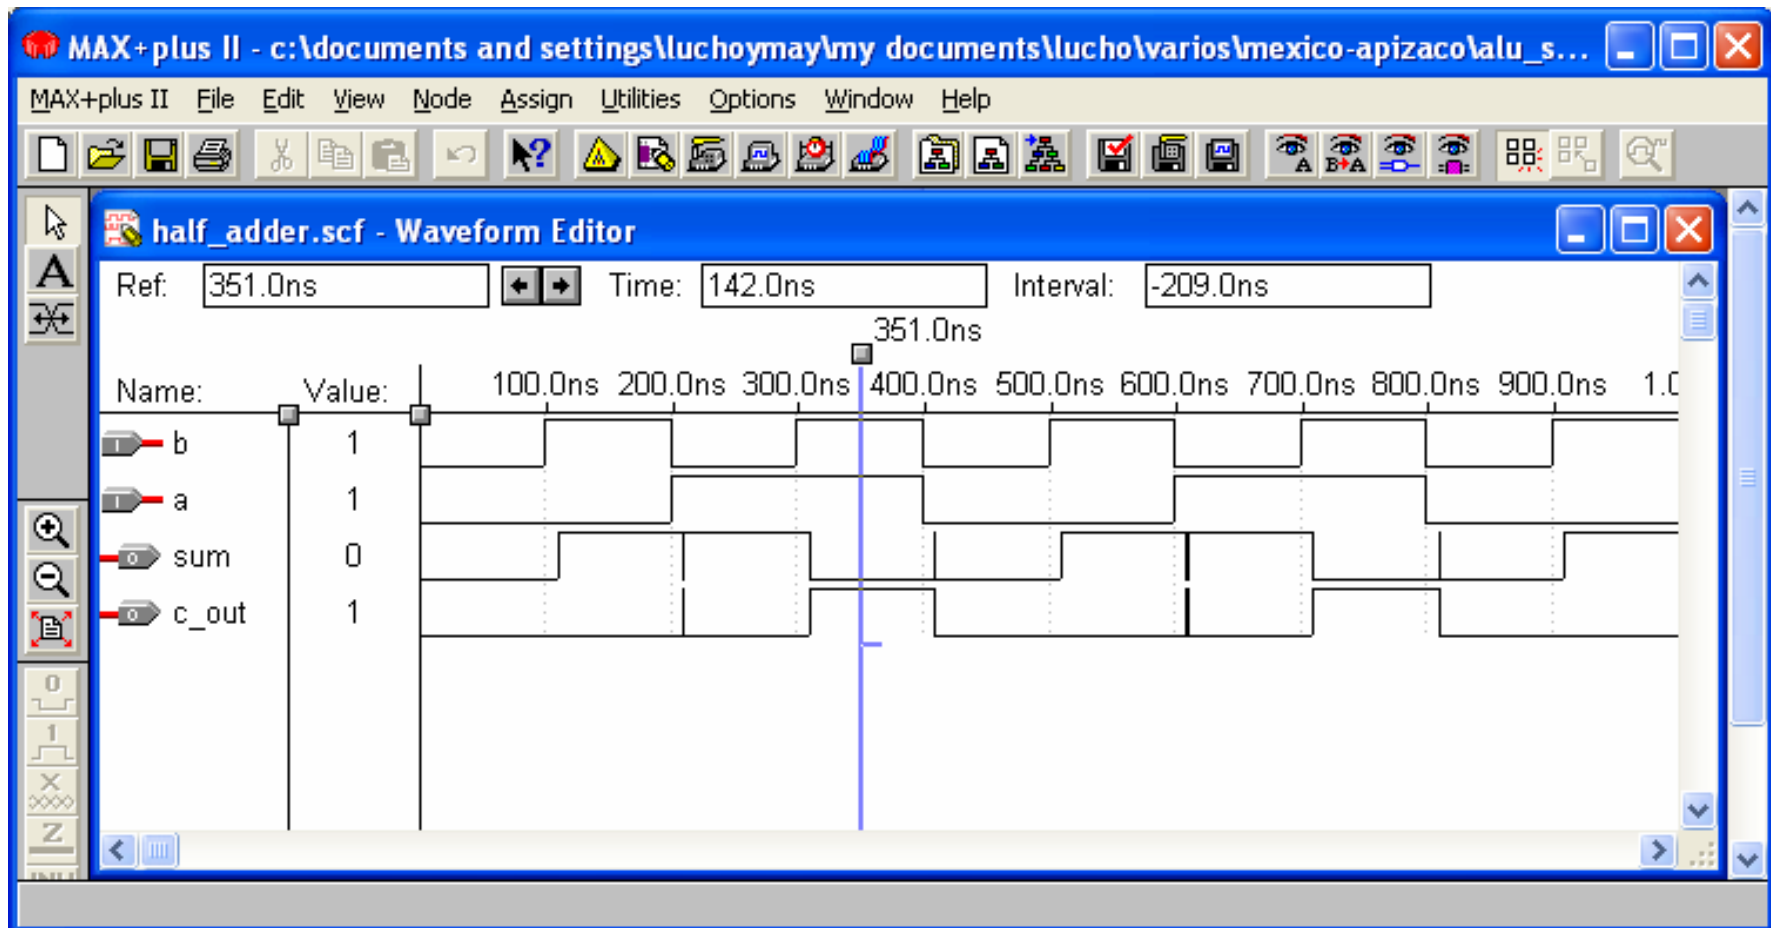 MAX+plus II - c:\documents and settings\luchoymay\my documents\lucho\varios\mexico-apizaco\alu_s...
MAX+plus II File Edit View Node Assign Utilities Options Window Help
half_adder.scf - Waveform Editor
Ref: 351.0ns Time: 142.0ns Interval: -209.0ns
351.0ns
Name: Value: 100.0ns 200.0ns 300.0ns 400.0ns 500.0ns 600.0ns 700.0ns 800.0ns 900.0ns 1.0
b 1
a 1
sum 0
c_out 1